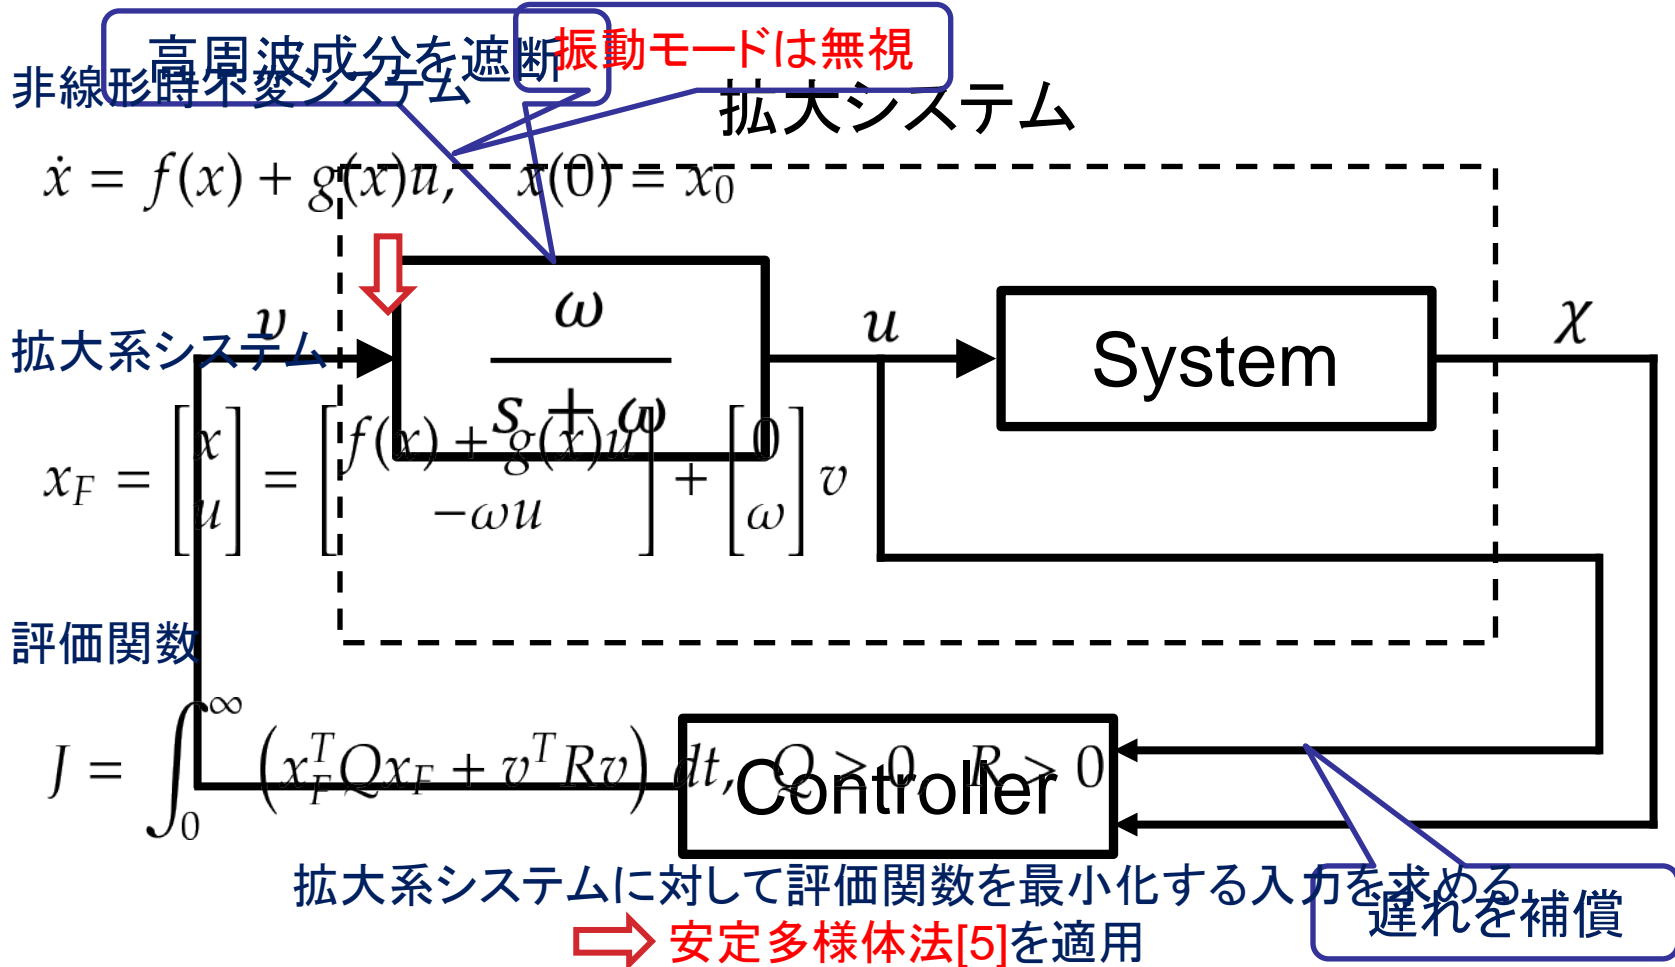 高周波成分を遮断
振動モードは無視
非線形時不変システム
拡大システム
ẋ = f(x) + g(x)u, x(0) = x₀
υ
ω
s + ω
u
System
χ
拡大系システム
x_F = [x u] = [f(x) + g(x)u −ωu] + [0 ω] v
評価関数
J = ∫₀^∞ (x_F^T Q x_F + v^T R v) dt, Q ≥ 0, R > 0
Controller
拡大系システムに対して評価関数を最小化する入力を求める
遅れを補償
安定多様体法[5]を適用